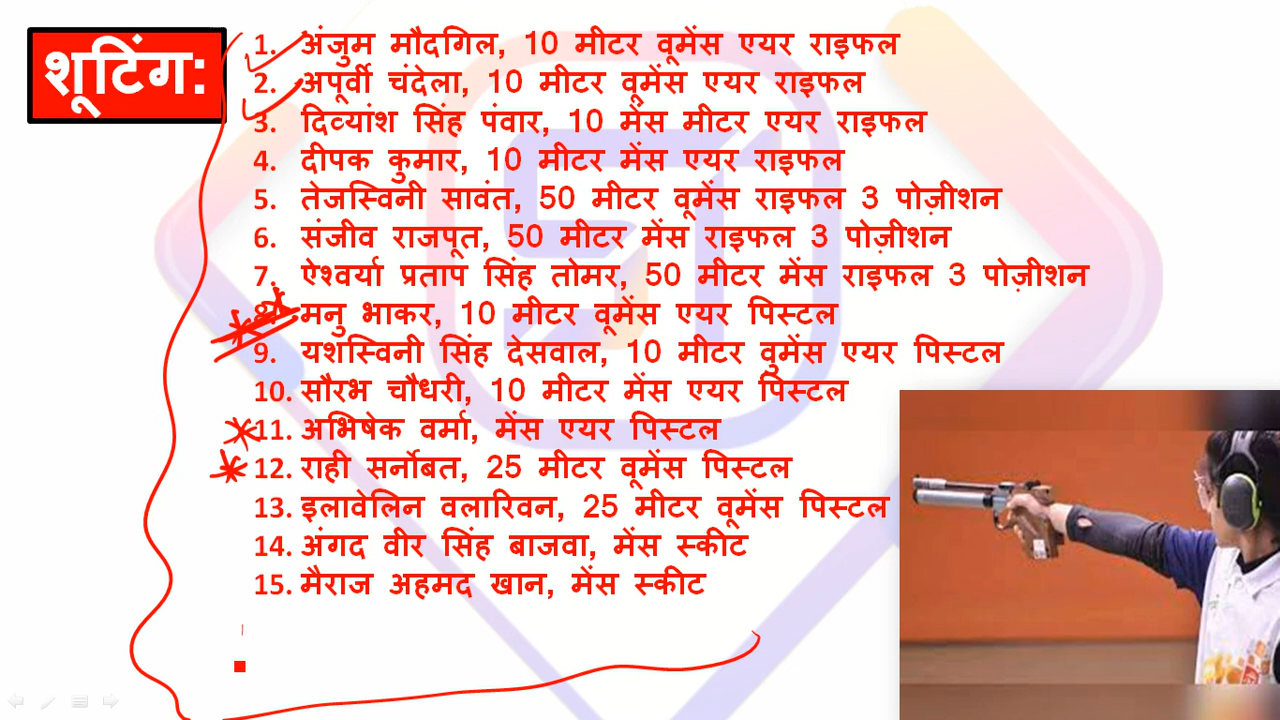 शूटिंग:
1. अंजुम मौदगिल, 10 मीटर वूमेंस एयर राइफल
2. अपूर्वी चंदेला, 10 मीटर वूमेंस एयर राइफल
3. दिव्यांश सिंह पंवार, 10 मेंस मीटर एयर राइफल
4. दीपक कुमार, 10 मीटर मेंस एयर राइफल
5. तेजस्विनी सावंत, 50 मीटर वूमेंस राइफल 3 पोज़ीशन
6. संजीव राजपूत, 50 मीटर मेंस राइफल 3 पोज़ीशन
7. ऐश्वर्या प्रताप सिंह तोमर, 50 मीटर मेंस राइफल 3 पोज़ीशन
8. मनु भाकर, 10 मीटर वूमेंस एयर पिस्टल
9. यशस्विनी सिंह देसवाल, 10 मीटर वुमेंस एयर पिस्टल
10. सौरभ चौधरी, 10 मीटर मेंस एयर पिस्टल
11. अभिषेक वर्मा, मेंस एयर पिस्टल
12. राही सर्नोबत, 25 मीटर वूमेंस पिस्टल
13. इलावेलिन वलारिवन, 25 मीटर वूमेंस पिस्टल
14. अंगद वीर सिंह बाजवा, मेंस स्कीट
15. मैराज अहमद खान, मेंस स्कीट